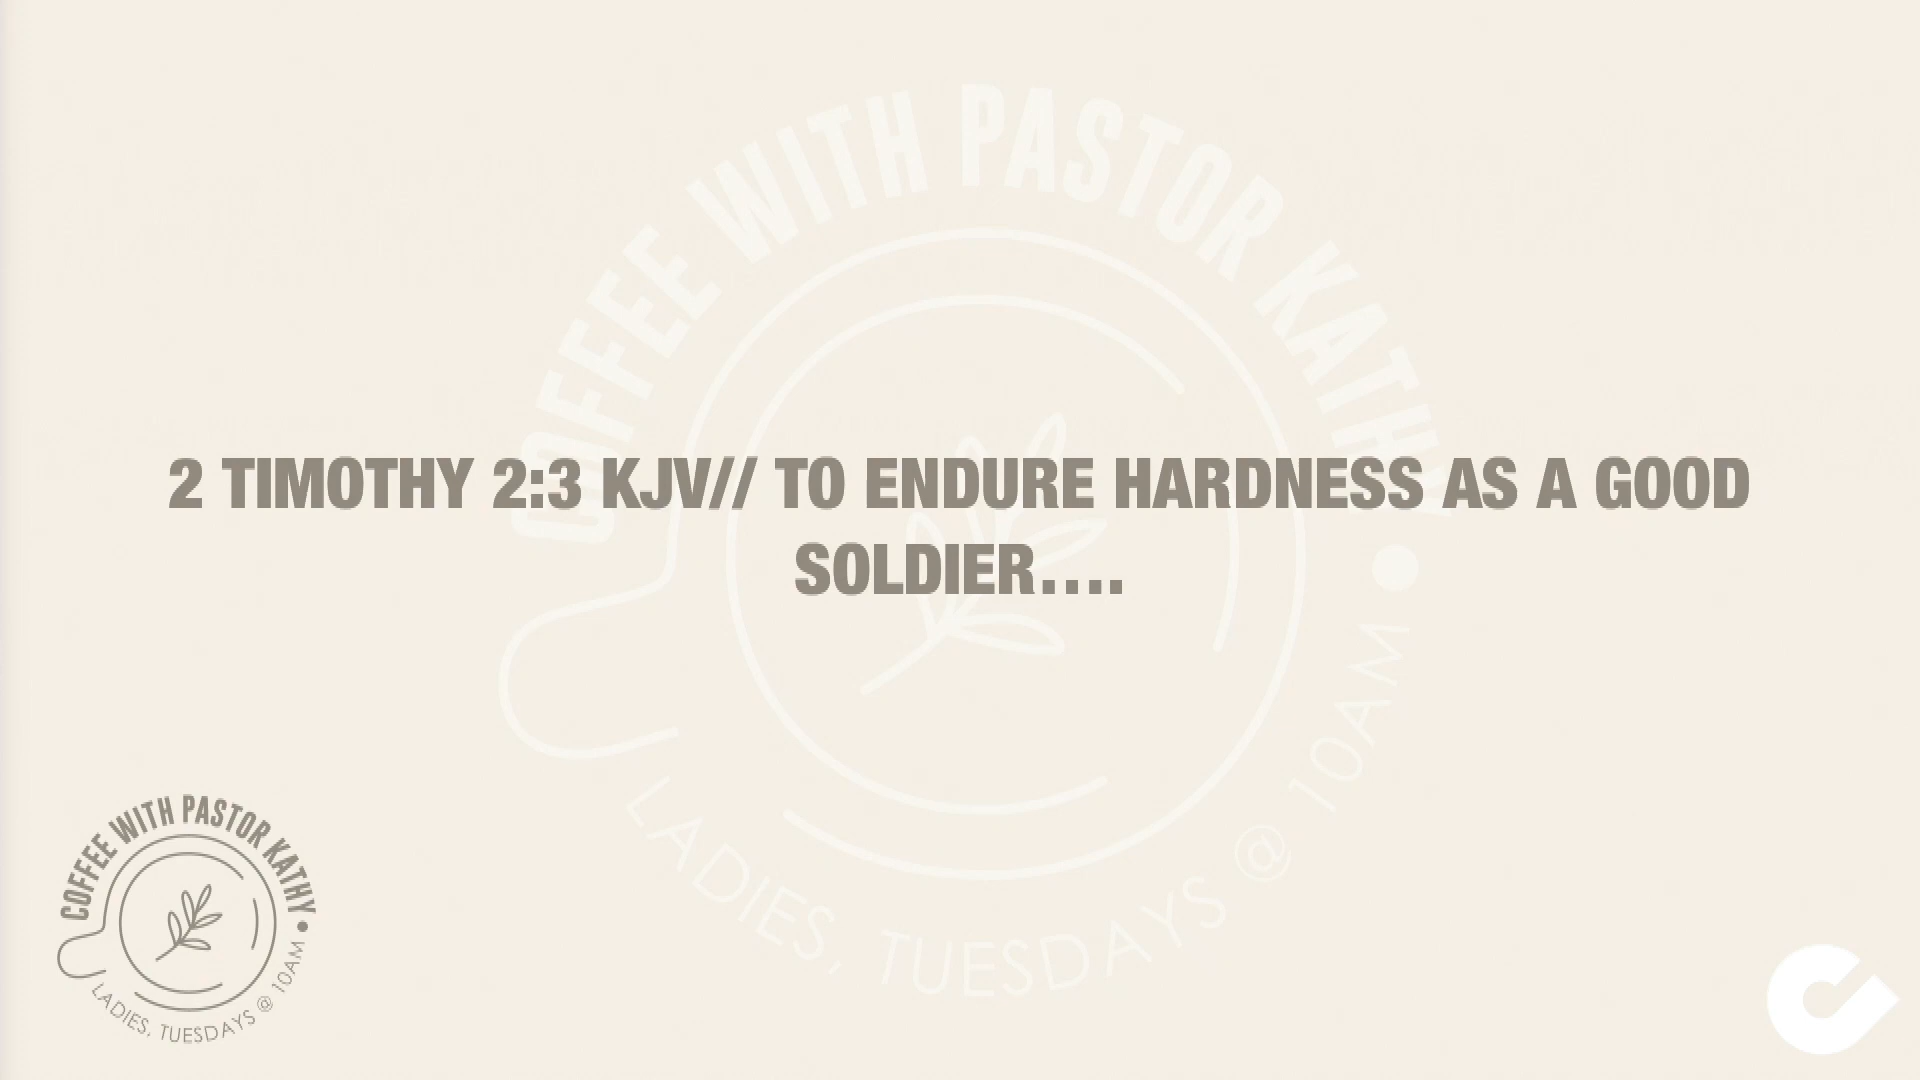 COFFEE WITH PASTOR KATHY •
2 TIMOTHY 2:3 KJV// TO ENDURE HARDNESS AS A GOOD
SOLDIER....
LADIES, TUESDAYS @ 10AM
COFFEE WITH PASTOR KATHY •
LADIES, TUESDAYS @ 10AM